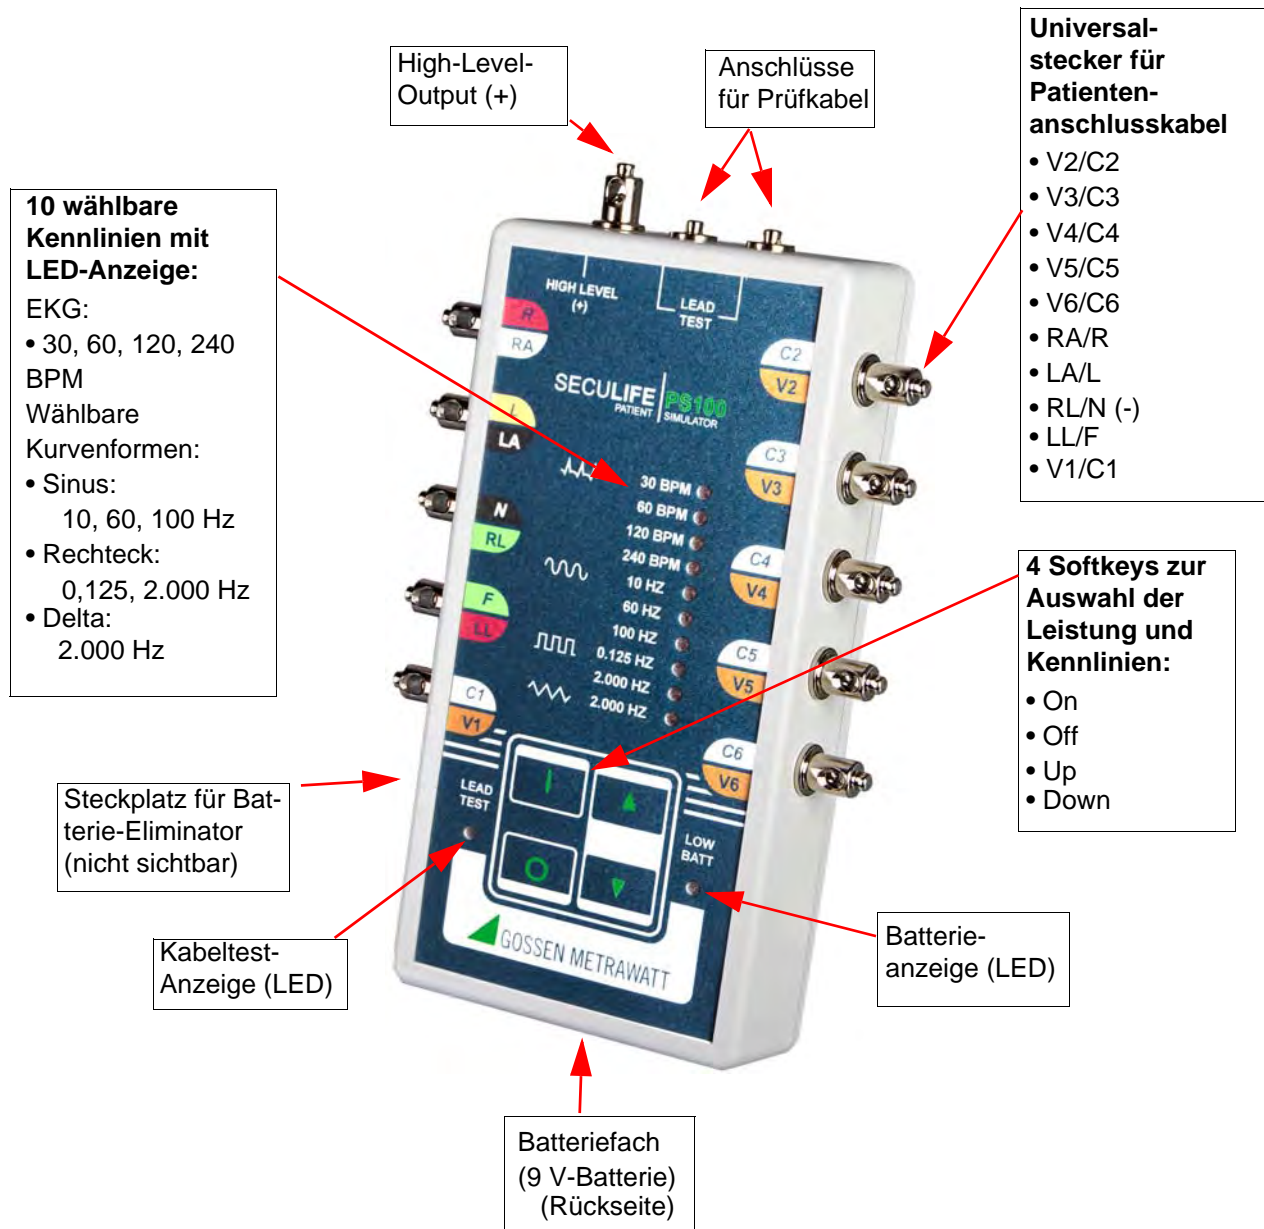 High-Level-
Output (+)
Anschlüsse
für Prüfkabel
Universal-
stecker für
Patienten-
anschlusskabel
• V2/C2
• V3/C3
• V4/C4
• V5/C5
• V6/C6
• RA/R
• LA/L
• RL/N (-)
• LL/F
• V1/C1
10 wählbare
Kennlinien mit
LED-Anzeige:
EKG:
• 30, 60, 120, 240
BPM
Wählbare
Kurvenformen:
• Sinus:
10, 60, 100 Hz
• Rechteck:
0,125, 2.000 Hz
• Delta:
2.000 Hz
HIGH LEVEL
(+)
LEAD
TEST
R
RA
L
LA
N
RL
F
LL
C1
V1
C2
V2
C3
V3
C4
V4
C5
V5
C6
V6
SECULIFE PS100
PATIENT SIMULATOR
30 BPM
60 BPM
120 BPM
240 BPM
10 HZ
60 HZ
100 HZ
0.125 HZ
2.000 HZ
2.000 HZ
LEAD
TEST
LOW
BATT
GOSSEN METRAWATT
4 Softkeys zur
Auswahl der
Leistung und
Kennlinien:
• On
• Off
• Up
• Down
Steckplatz für Bat-
terie-Eliminator
(nicht sichtbar)
Kabeltest-
Anzeige (LED)
Batterie-
anzeige (LED)
Batteriefach
(9 V-Batterie)
(Rückseite)